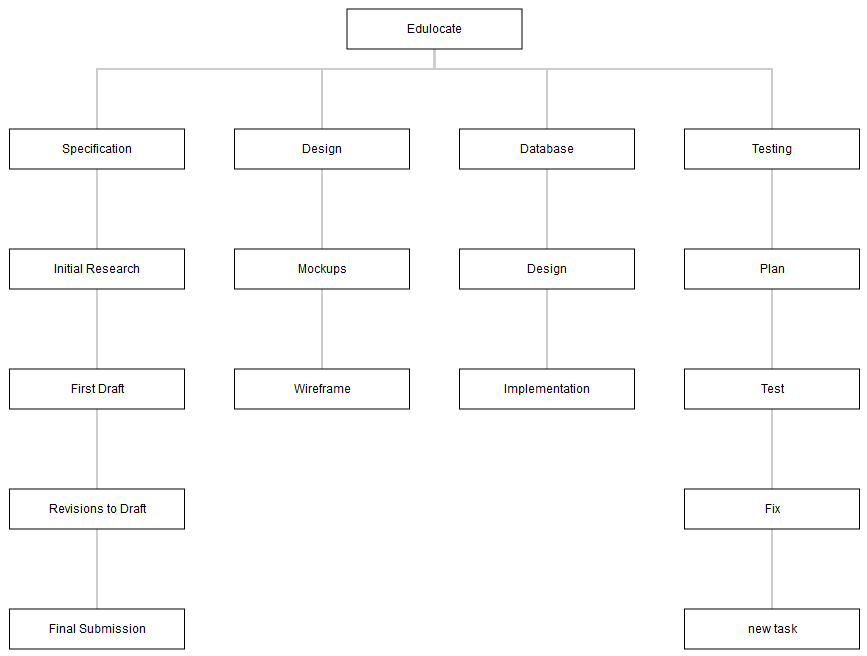 Edulocate
Specification
Design
Database
Testing
Initial Research
Mockups
Design
Plan
First Draft
Wireframe
Implementation
Test
Revisions to Draft
Fix
Final Submission
new task